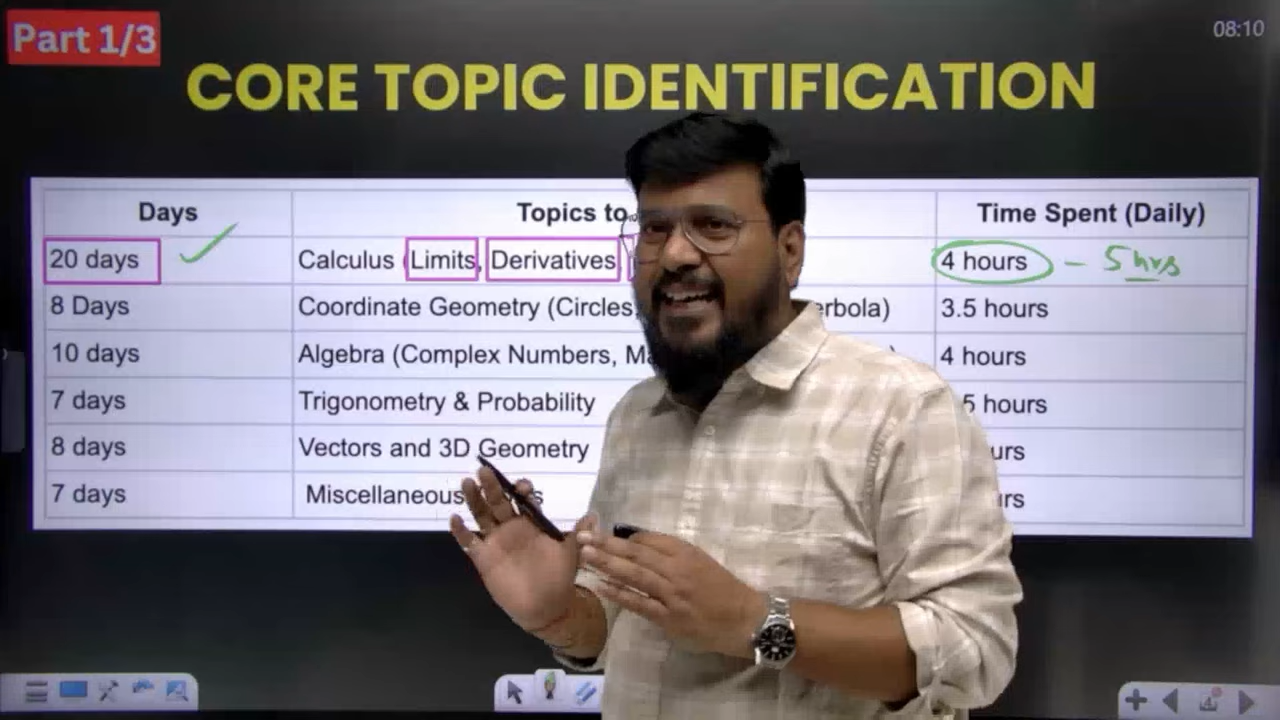 Part 1/3
08:10
CORE TOPIC IDENTIFICATION
Days Topics to Time Spent (Daily)
20 days Calculus (Limits, Derivatives 4 hours – 5 hrs
8 Days Coordinate Geometry (Circles, erbola) 3.5 hours
10 days Algebra (Complex Numbers, Ma ) 4 hours
7 days Trigonometry & Probability 5 hours
8 days Vectors and 3D Geometry urs
7 days Miscellaneous s urs